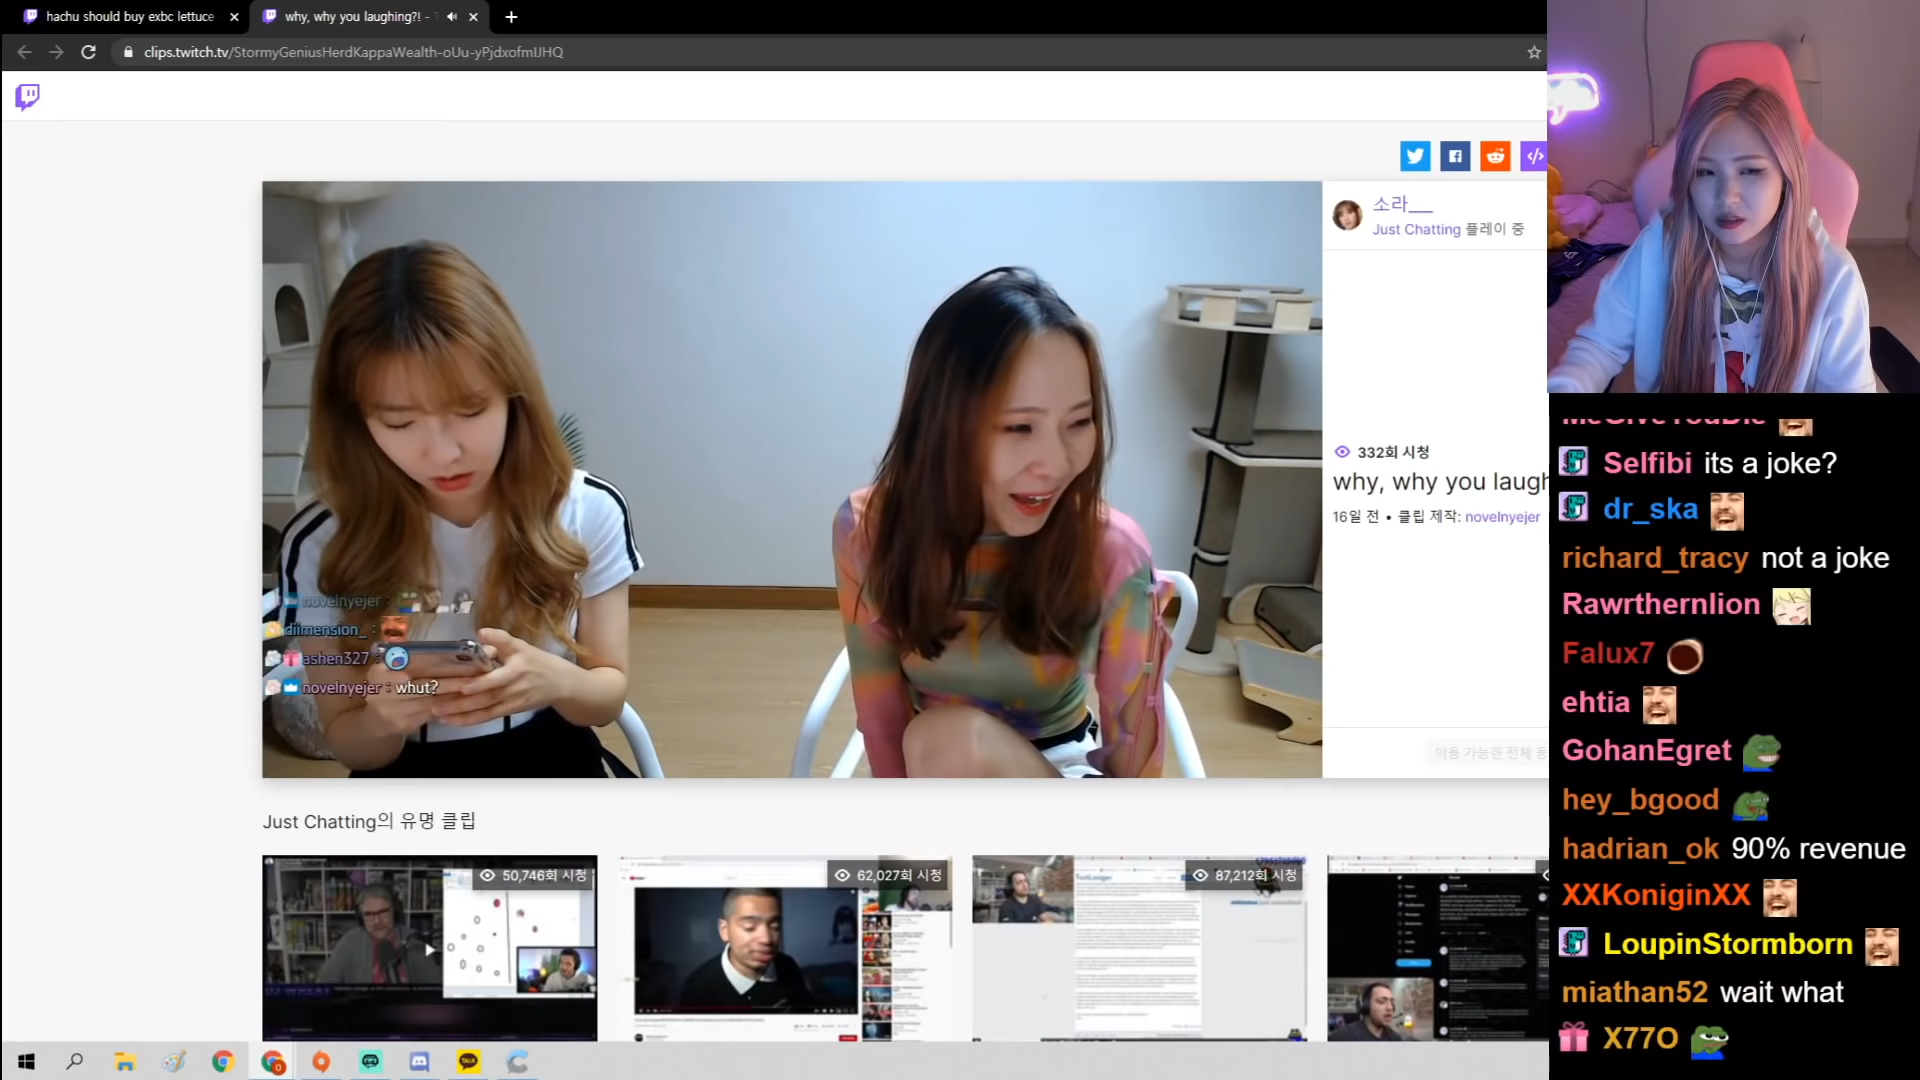 hachu should buy exbc lettuce
why, why you laughing?! -
clips.twitch.tv/StormyGeniusHerdKappaWealth-oUu-yPjdxofmIJHQ
소라___
Just Chatting 플레이 중
332회 시청
why, why you laugh
16일 전 • 클립 제작: novelnyejer
novelnyejer :
diimension_ :
ashen327 :
novelnyejer : whut?
Just Chatting의 유명 클립
50,746회 시청
62,027회 시청
87,212회 시청
MeGiveYouDie
Selfibi its a joke?
dr_ska
richard_tracy not a joke
Rawrthernlion
Falux7
ehtia
GohanEgret
hey_bgood
hadrian_ok 90% revenue
XXKoniginXX
LoupinStormborn
miathan52 wait what
X77O
TALK